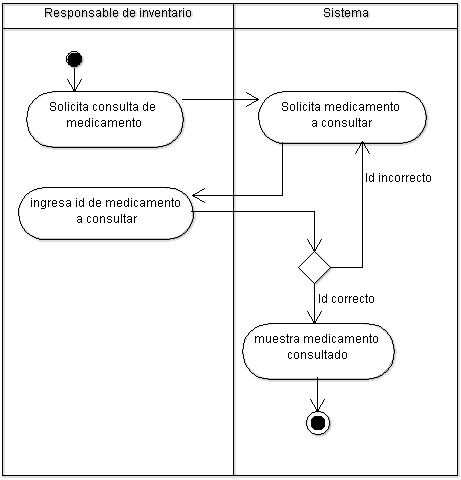 Responsable de inventario
Sistema
Solicita consulta de
medicamento
Solicita medicamento
a consultar
Id incorrecto
ingresa id de medicamento
a consultar
Id correcto
muestra medicamento
consultado